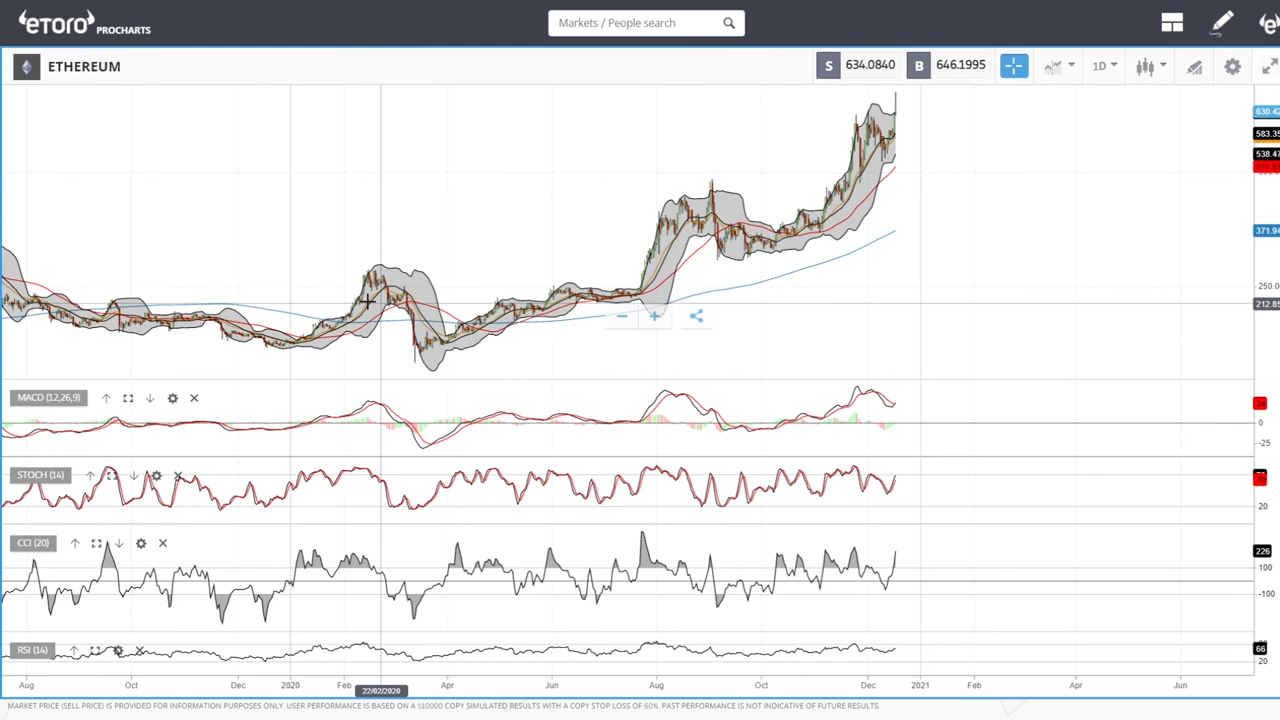 eToro PROCHARTS
Markets / People search
ETHEREUM
S 634.0840 B 646.1995 1D
630.42
583.35
538.47
371.94
250.0
212.85
MACD (12,26,9)
0
-25
STOCH (14)
20
CCI (20)
226
100
-100
RSI (14)
66
20
Aug Oct Dec 2020 Feb Apr Jun Aug Oct Dec 2021 Feb Apr Jun
22/02/2020
MARKET PRICE (SELL PRICE) IS PROVIDED FOR INFORMATION PURPOSES ONLY. USER PERFORMANCE IS BASED ON A $10000 COPY SIMULATED RESULTS WITH A COPY STOP LOSS OF 60%. PAST PERFORMANCE IS NOT INDICATIVE OF FUTURE RESULTS.